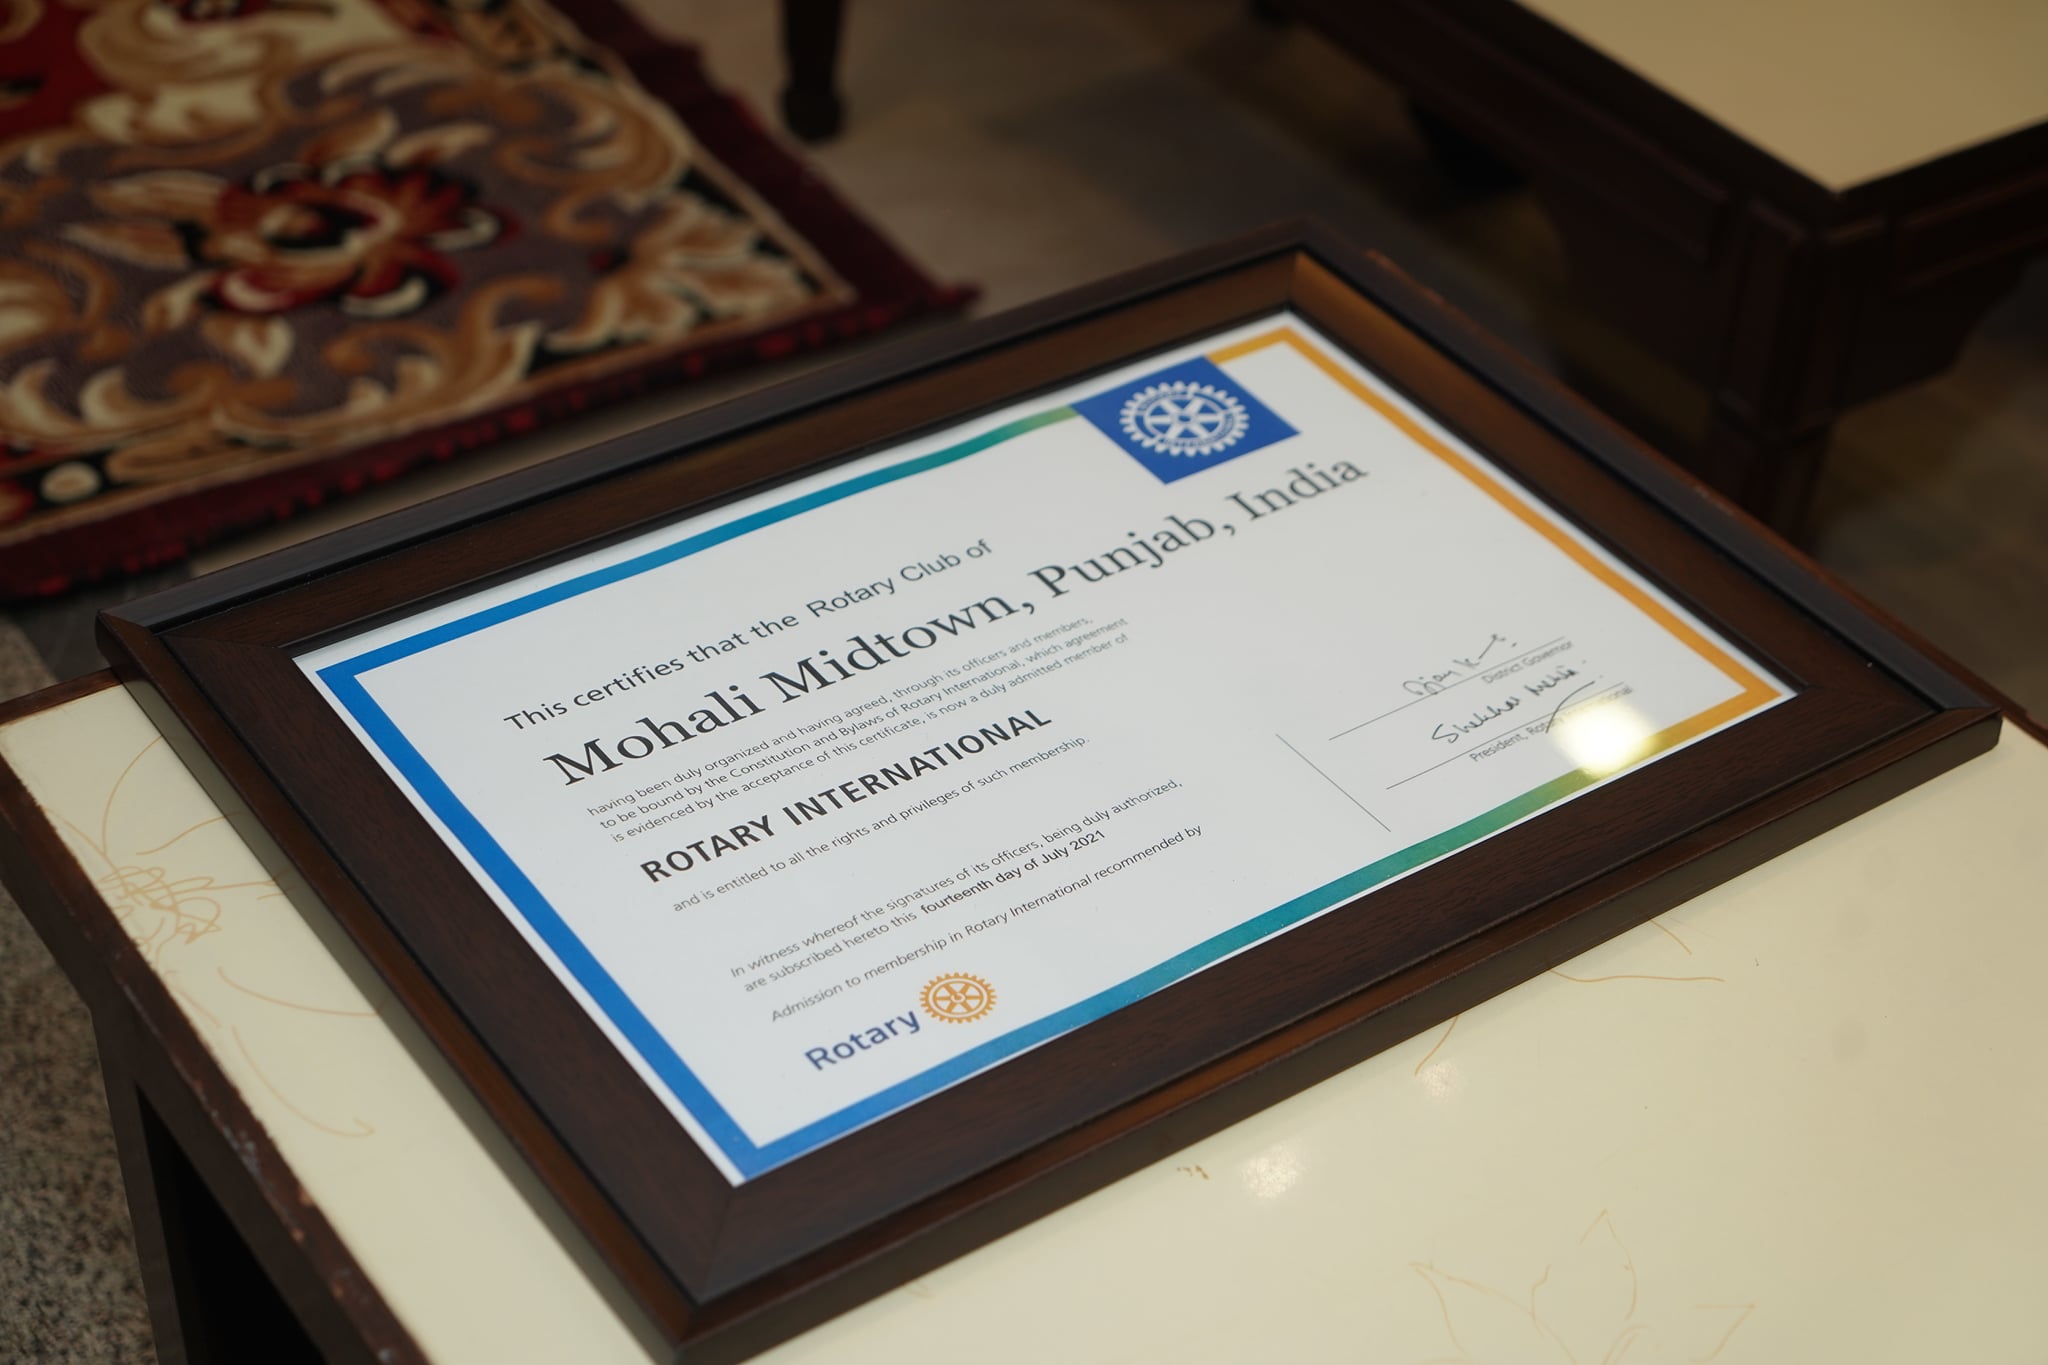 This certifies that the Rotary Club of
Mohali Midtown, Punjab, India
having been duly organized and having agreed, through its officers and members,
to be bound by the Constitution and Bylaws of Rotary International, which agreement
is evidenced by the acceptance of this certificate, is now a duly admitted member of
ROTARY INTERNATIONAL
and is entitled to all the rights and privileges of such membership.
In witness whereof the signatures of its officers, being duly authorized,
are subscribed hereto this fourteenth day of July 2021
Admission to membership in Rotary International recommended by
District Governor
Shekhar Mehta
President, Rotary International
Rotary